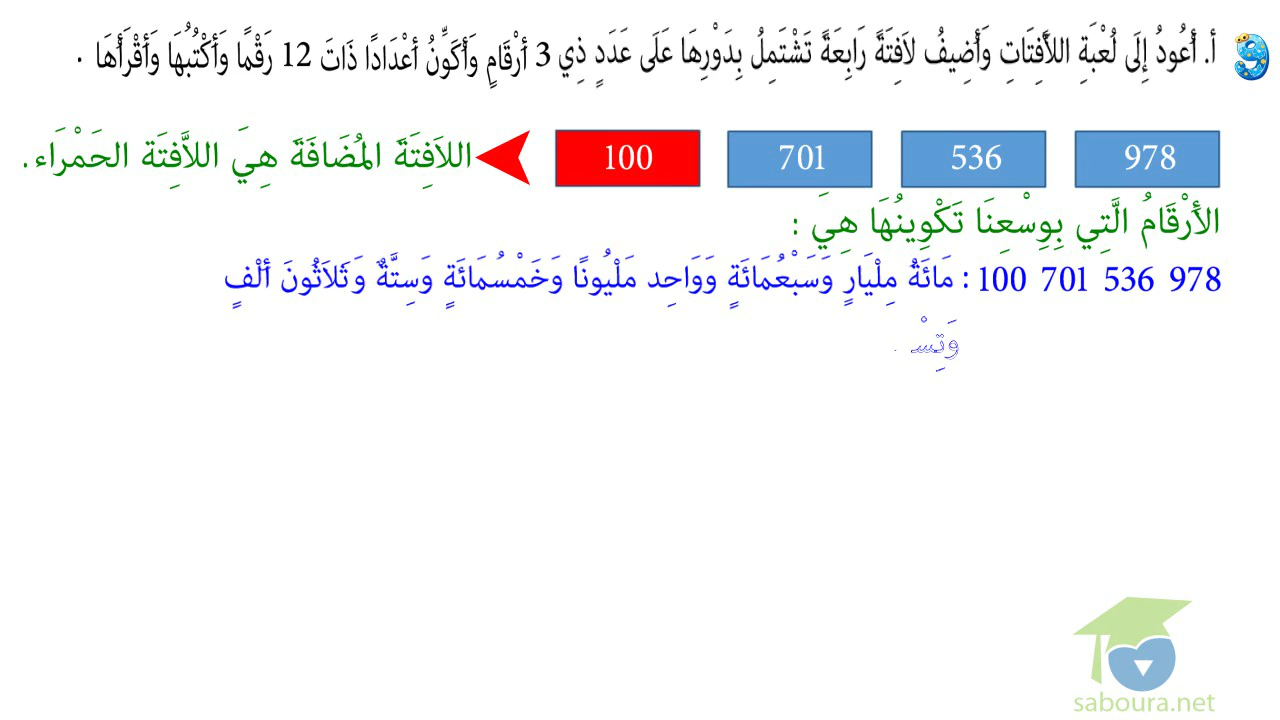 أ. أَعُودُ إِلَى لُعْبَةِ اللاَّفِتَاتِ وَأُضِيفُ لاَفِتَةً رَابِعَةً تَشْتَمِلُ بِدَوْرِهَا عَلَى عَدَدٍ ذِي 3 أَرْقَامٍ وَأُكَوِّنُ أَعْدَادًا ذَاتَ 12 رَقْمًا وَأَكْتُبُهَا وَأَقْرَأُهَا .
978 536 701 100 اللاَفِتَةَ المُضَافَةَ هِيَ اللاَّفِتَة الحَمْرَاء .
الأَرْقَامُ الَّتِي بِوِسْعِنَا تَكْوِينُهَا هِيَ :
100 701 536 978 : مَائَةُ مِلْيَارٍ وَسَبْعُمَائَةٍ وَوَاحِد مَلْيُونًا وَخَمْسُمَائَةٍ وَسِتَّةٌ وَثَلاَثُونَ أَلْفٍ
وَتِسْ
saboura.net